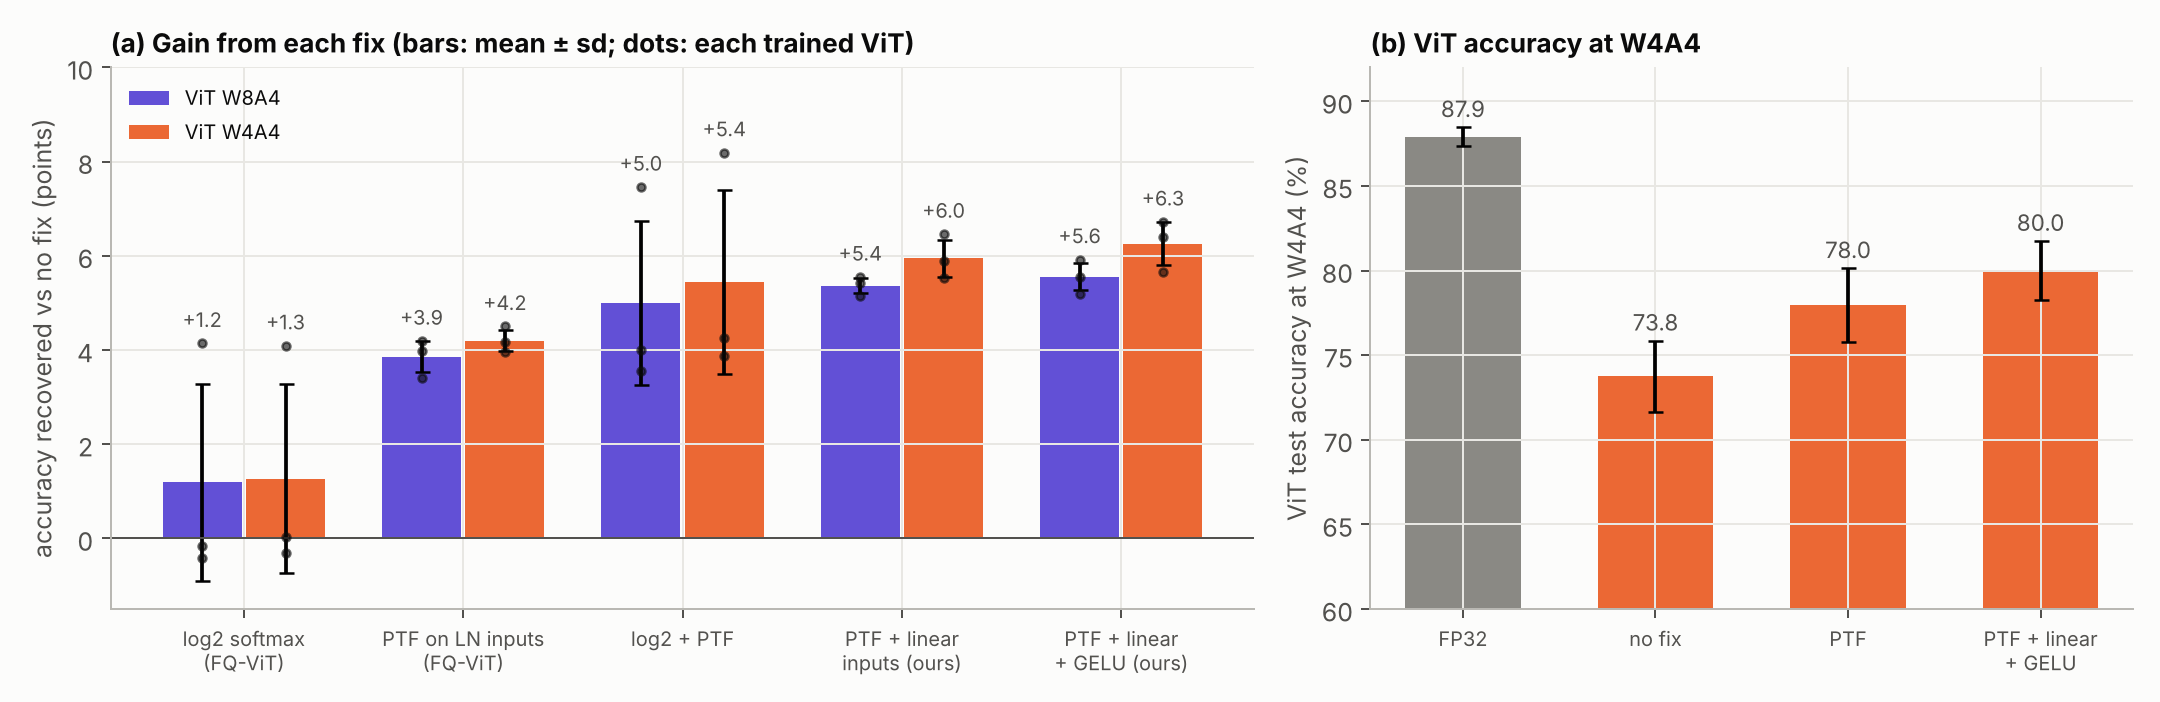 (a) Gain from each fix (bars: mean ± sd; dots: each trained ViT)
accuracy recovered vs no fix (points)
10
8
6
4
2
0
ViT W8A4
ViT W4A4
+1.2
+1.3
+3.9
+4.2
+5.0
+5.4
+5.4
+6.0
+5.6
+6.3
log2 softmax
(FQ-ViT)
PTF on LN inputs
(FQ-ViT)
log2 + PTF
PTF + linear
inputs (ours)
PTF + linear
+ GELU (ours)
(b) ViT accuracy at W4A4
ViT test accuracy at W4A4 (%)
90
85
80
75
70
65
60
87.9
73.8
78.0
80.0
FP32
no fix
PTF
PTF + linear
+ GELU